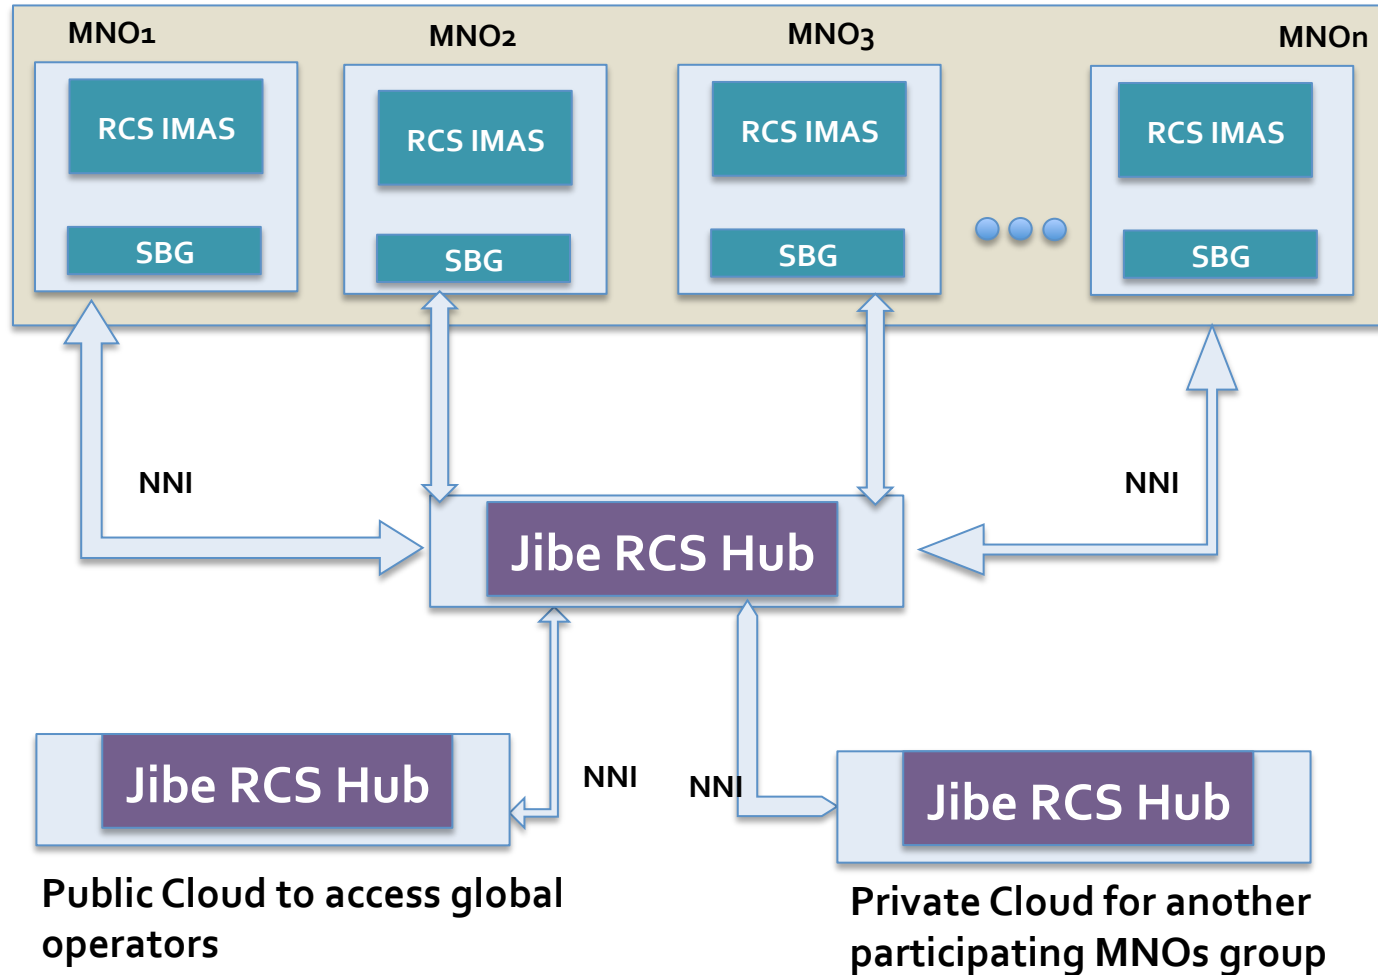 MNO1
MNO2
MNO3
MNOn
RCS IMAS
RCS IMAS
RCS IMAS
RCS IMAS
SBG
SBG
SBG
SBG
NNI
NNI
Jibe RCS Hub
NNI
NNI
Jibe RCS Hub
Jibe RCS Hub
Public Cloud to access global
operators
Private Cloud for another
participating MNOs group